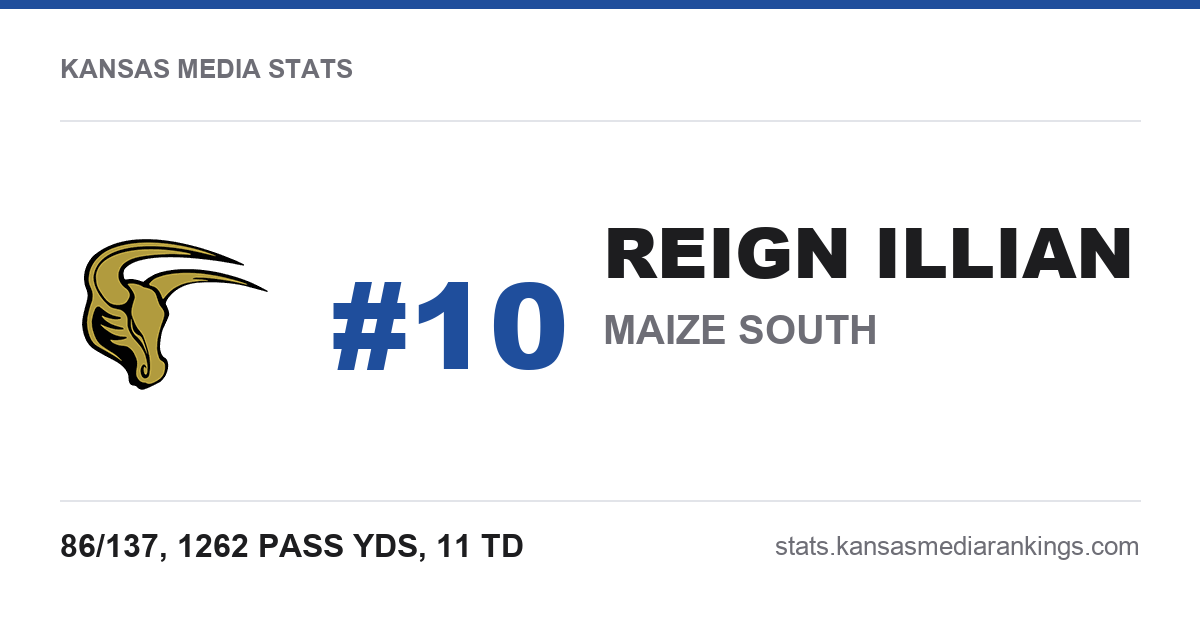 KANSAS MEDIA STATS
#10
REIGN ILLIAN
MAIZE SOUTH
86/137, 1262 PASS YDS, 11 TD
stats.kansasmediarankings.com